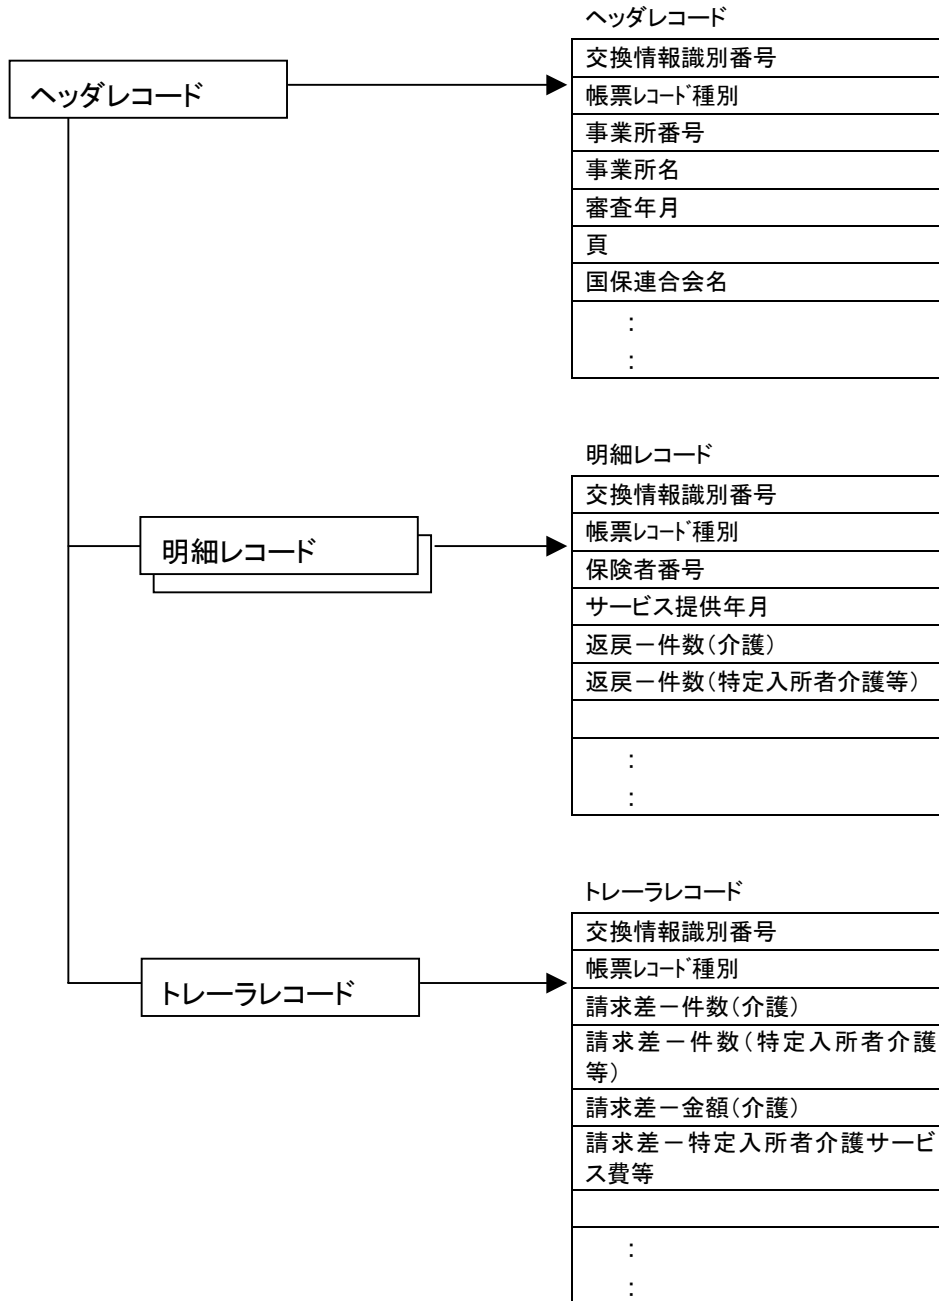 ヘッダレコード
ヘッダレコード
交換情報識別番号
帳票ﾚｺｰﾄﾞ種別
事業所番号
事業所名
審査年月
頁
国保連合会名
：
：
明細レコード
明細レコード
交換情報識別番号
帳票ﾚｺｰﾄﾞ種別
保険者番号
サービス提供年月
返戻－件数（介護）
返戻－件数（特定入所者介護等）
：
：
トレーラレコード
トレーラレコード
交換情報識別番号
帳票ﾚｺｰﾄﾞ種別
請求差－件数（介護）
請求差－件数（特定入所者介護
等）
請求差－金額（介護）
請求差－特定入所者介護サービ
ス費等
：
：